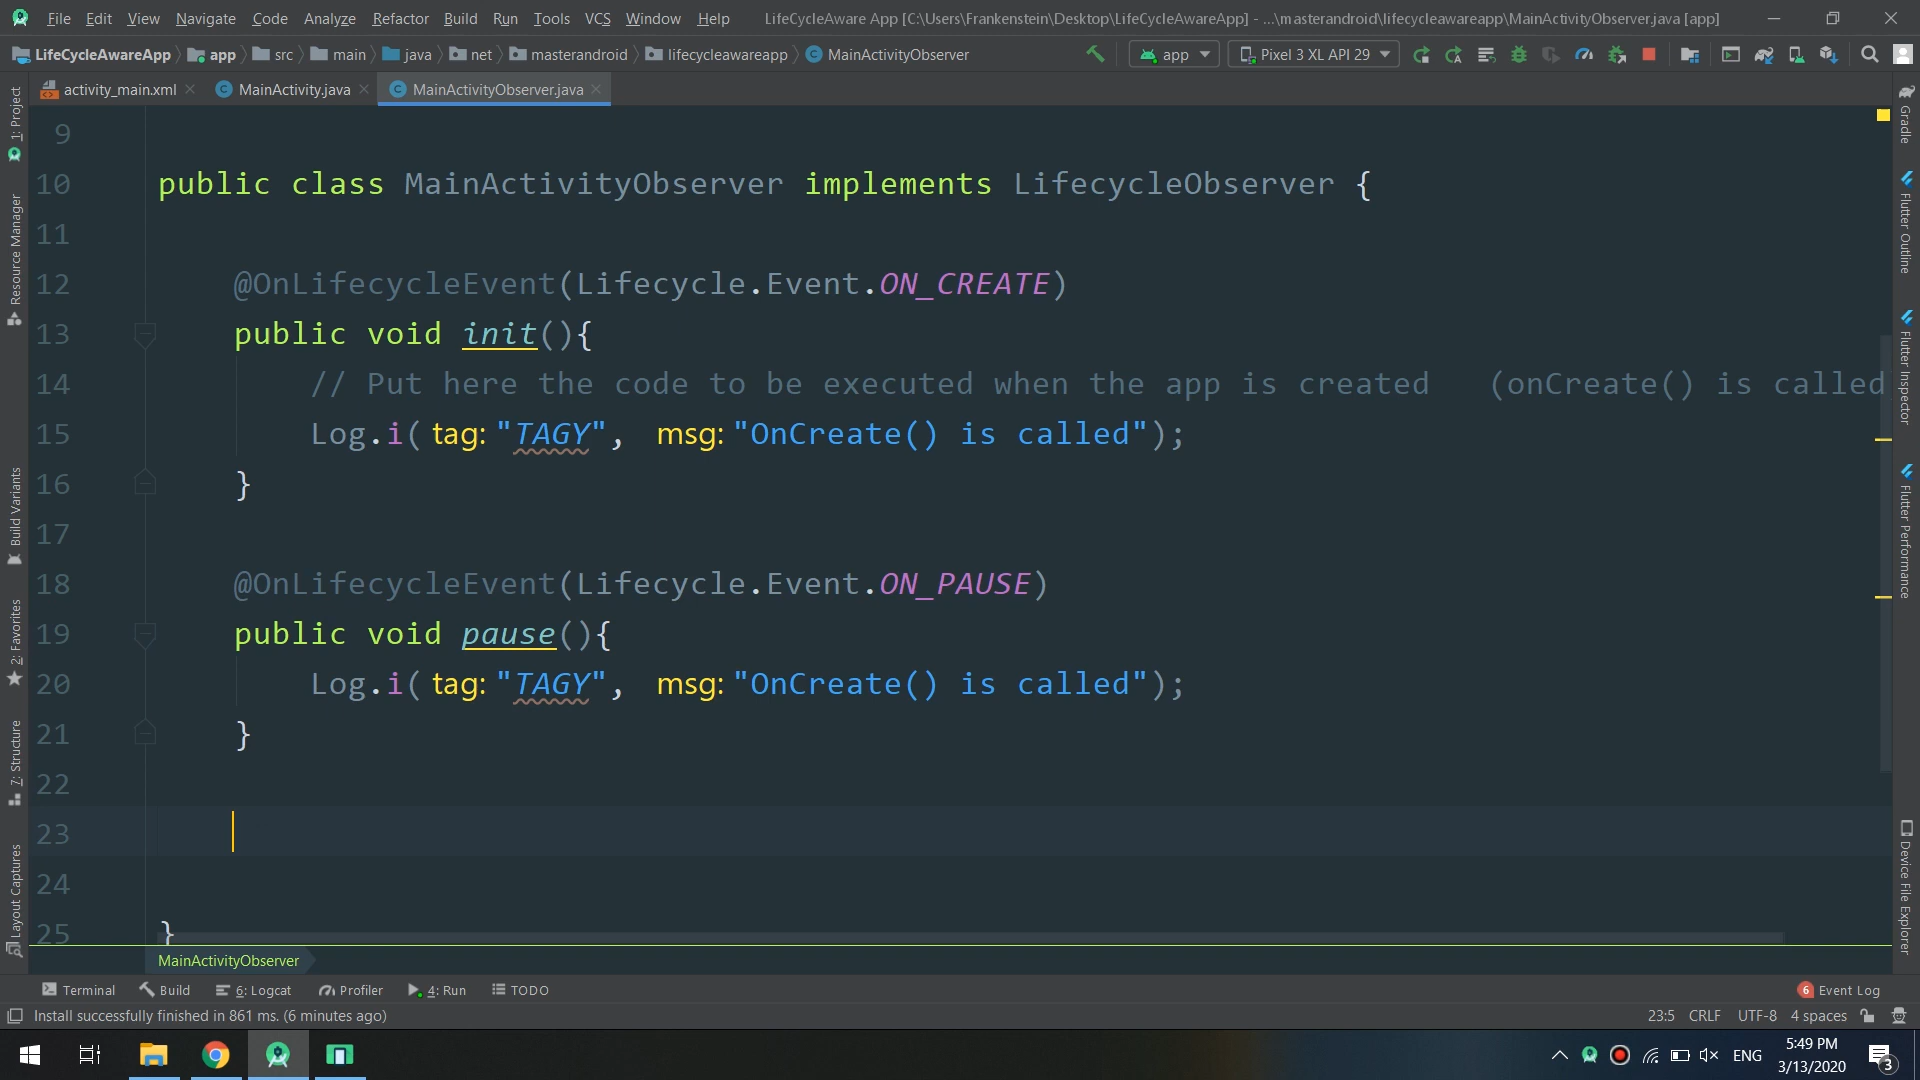 File Edit View Navigate Code Analyze Refactor Build Run Tools VCS Window Help LifeCycleAware App [C:\Users\Frankenstein\Desktop\LifeCycleAwareApp] - ...\masterandroid\lifecycleawareapp\MainActivityObserver.java [app]
LifeCycleAwareApp app src main java net masterandroid lifecycleawareapp MainActivityObserver app Pixel 3 XL API 29
activity_main.xml MainActivity.java MainActivityObserver.java
9
10 public class MainActivityObserver implements LifecycleObserver {
11
12 @OnLifecycleEvent(Lifecycle.Event.ON_CREATE)
13 public void init(){
14 // Put here the code to be executed when the app is created (onCreate() is called
15 Log.i( tag: "TAGY", msg: "OnCreate() is called");
16 }
17
18 @OnLifecycleEvent(Lifecycle.Event.ON_PAUSE)
19 public void pause(){
20 Log.i( tag: "TAGY", msg: "OnCreate() is called");
21 }
22
23
24
25 }
MainActivityObserver
1: Project
Resource Manager
Build Variants
2: Favorites
7: Structure
Layout Captures
Gradle
Flutter Outline
Flutter Inspector
Flutter Performance
Device File Explorer
Terminal Build 6: Logcat Profiler 4: Run TODO 6 Event Log
Install successfully finished in 861 ms. (6 minutes ago) 23:5 CRLF UTF-8 4 spaces
ENG 5:49 PM
3/13/2020 3